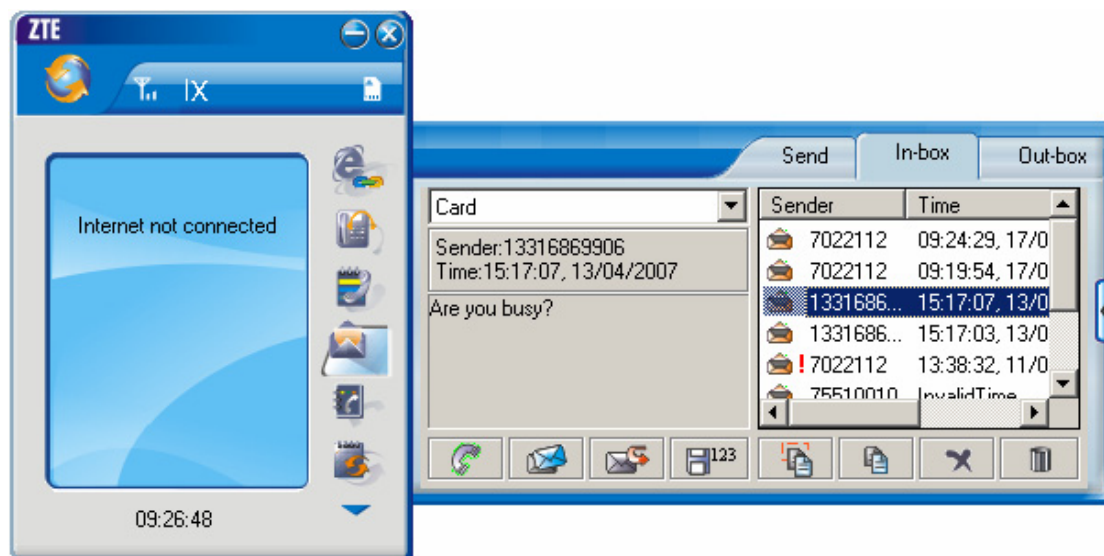 ZTE
1X
Internet not connected
09:26:48
Send
In-box
Out-box
Card
Sender:13316869906
Time:15:17:07, 13/04/2007
Are you busy?
Sender Time
7022112 09:24:29, 17/0
7022112 09:19:54, 17/0
1331686... 15:17:07, 13/0
1331686... 15:17:03, 13/0
! 7022112 13:38:32, 11/0
75510010 InvalidTime
123